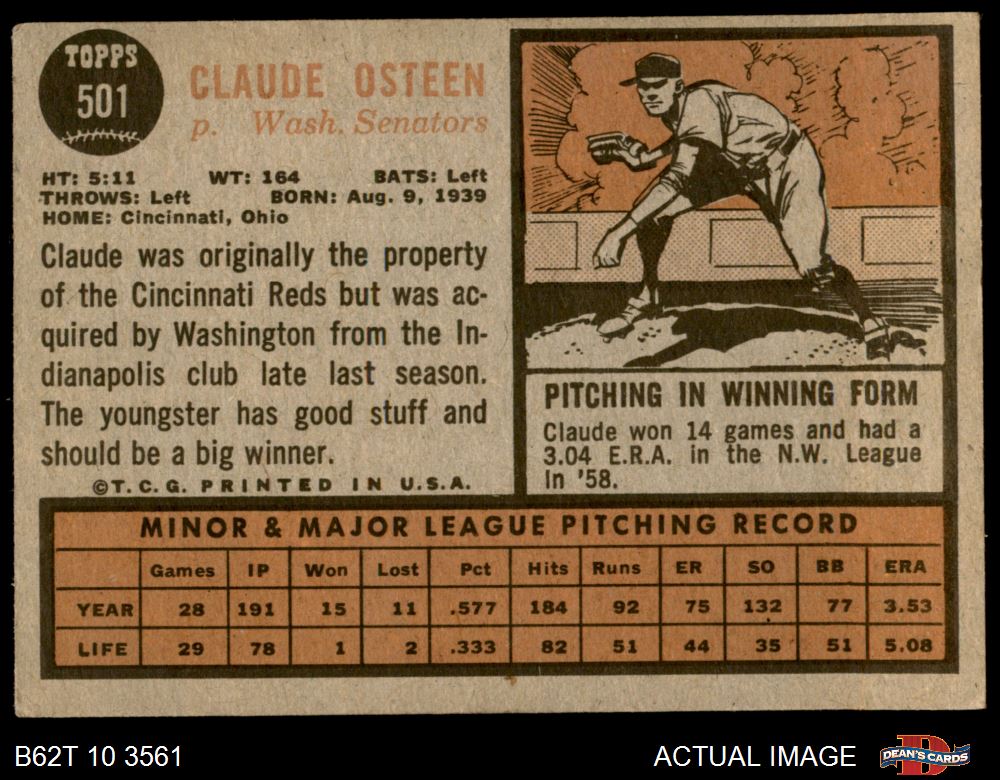 TOPPS
501
CLAUDE OSTEEN
p. Wash. Senators
HT: 5:11 WT: 164 BATS: Left
THROWS: Left BORN: Aug. 9, 1939
HOME: Cincinnati, Ohio
Claude was originally the property
of the Cincinnati Reds but was ac-
quired by Washington from the In-
dianapolis club late last season.
The youngster has good stuff and
should be a big winner.
©T.C.G. PRINTED IN U.S.A.
PITCHING IN WINNING FORM
Claude won 14 games and had a
3.04 E.R.A. in the N.W. League
in '58.
MINOR & MAJOR LEAGUE PITCHING RECORD
Games IP Won Lost Pct Hits Runs ER SO BB ERA
YEAR 28 191 15 11 .577 184 92 75 132 77 3.53
LIFE 29 78 1 2 .333 82 51 44 35 51 5.08
B62T 10 3561
ACTUAL IMAGE
DEAN'S CARDS